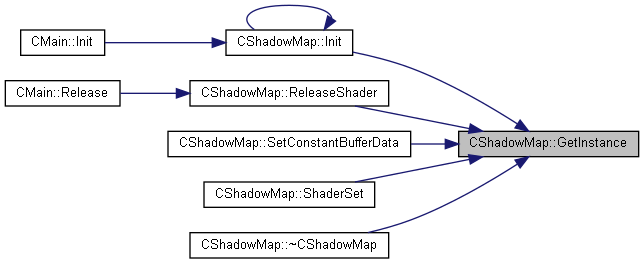 CMain::Init
CShadowMap::Init
CMain::Release
CShadowMap::ReleaseShader
CShadowMap::SetConstantBufferData
CShadowMap::GetInstance
CShadowMap::ShaderSet
CShadowMap::~CShadowMap